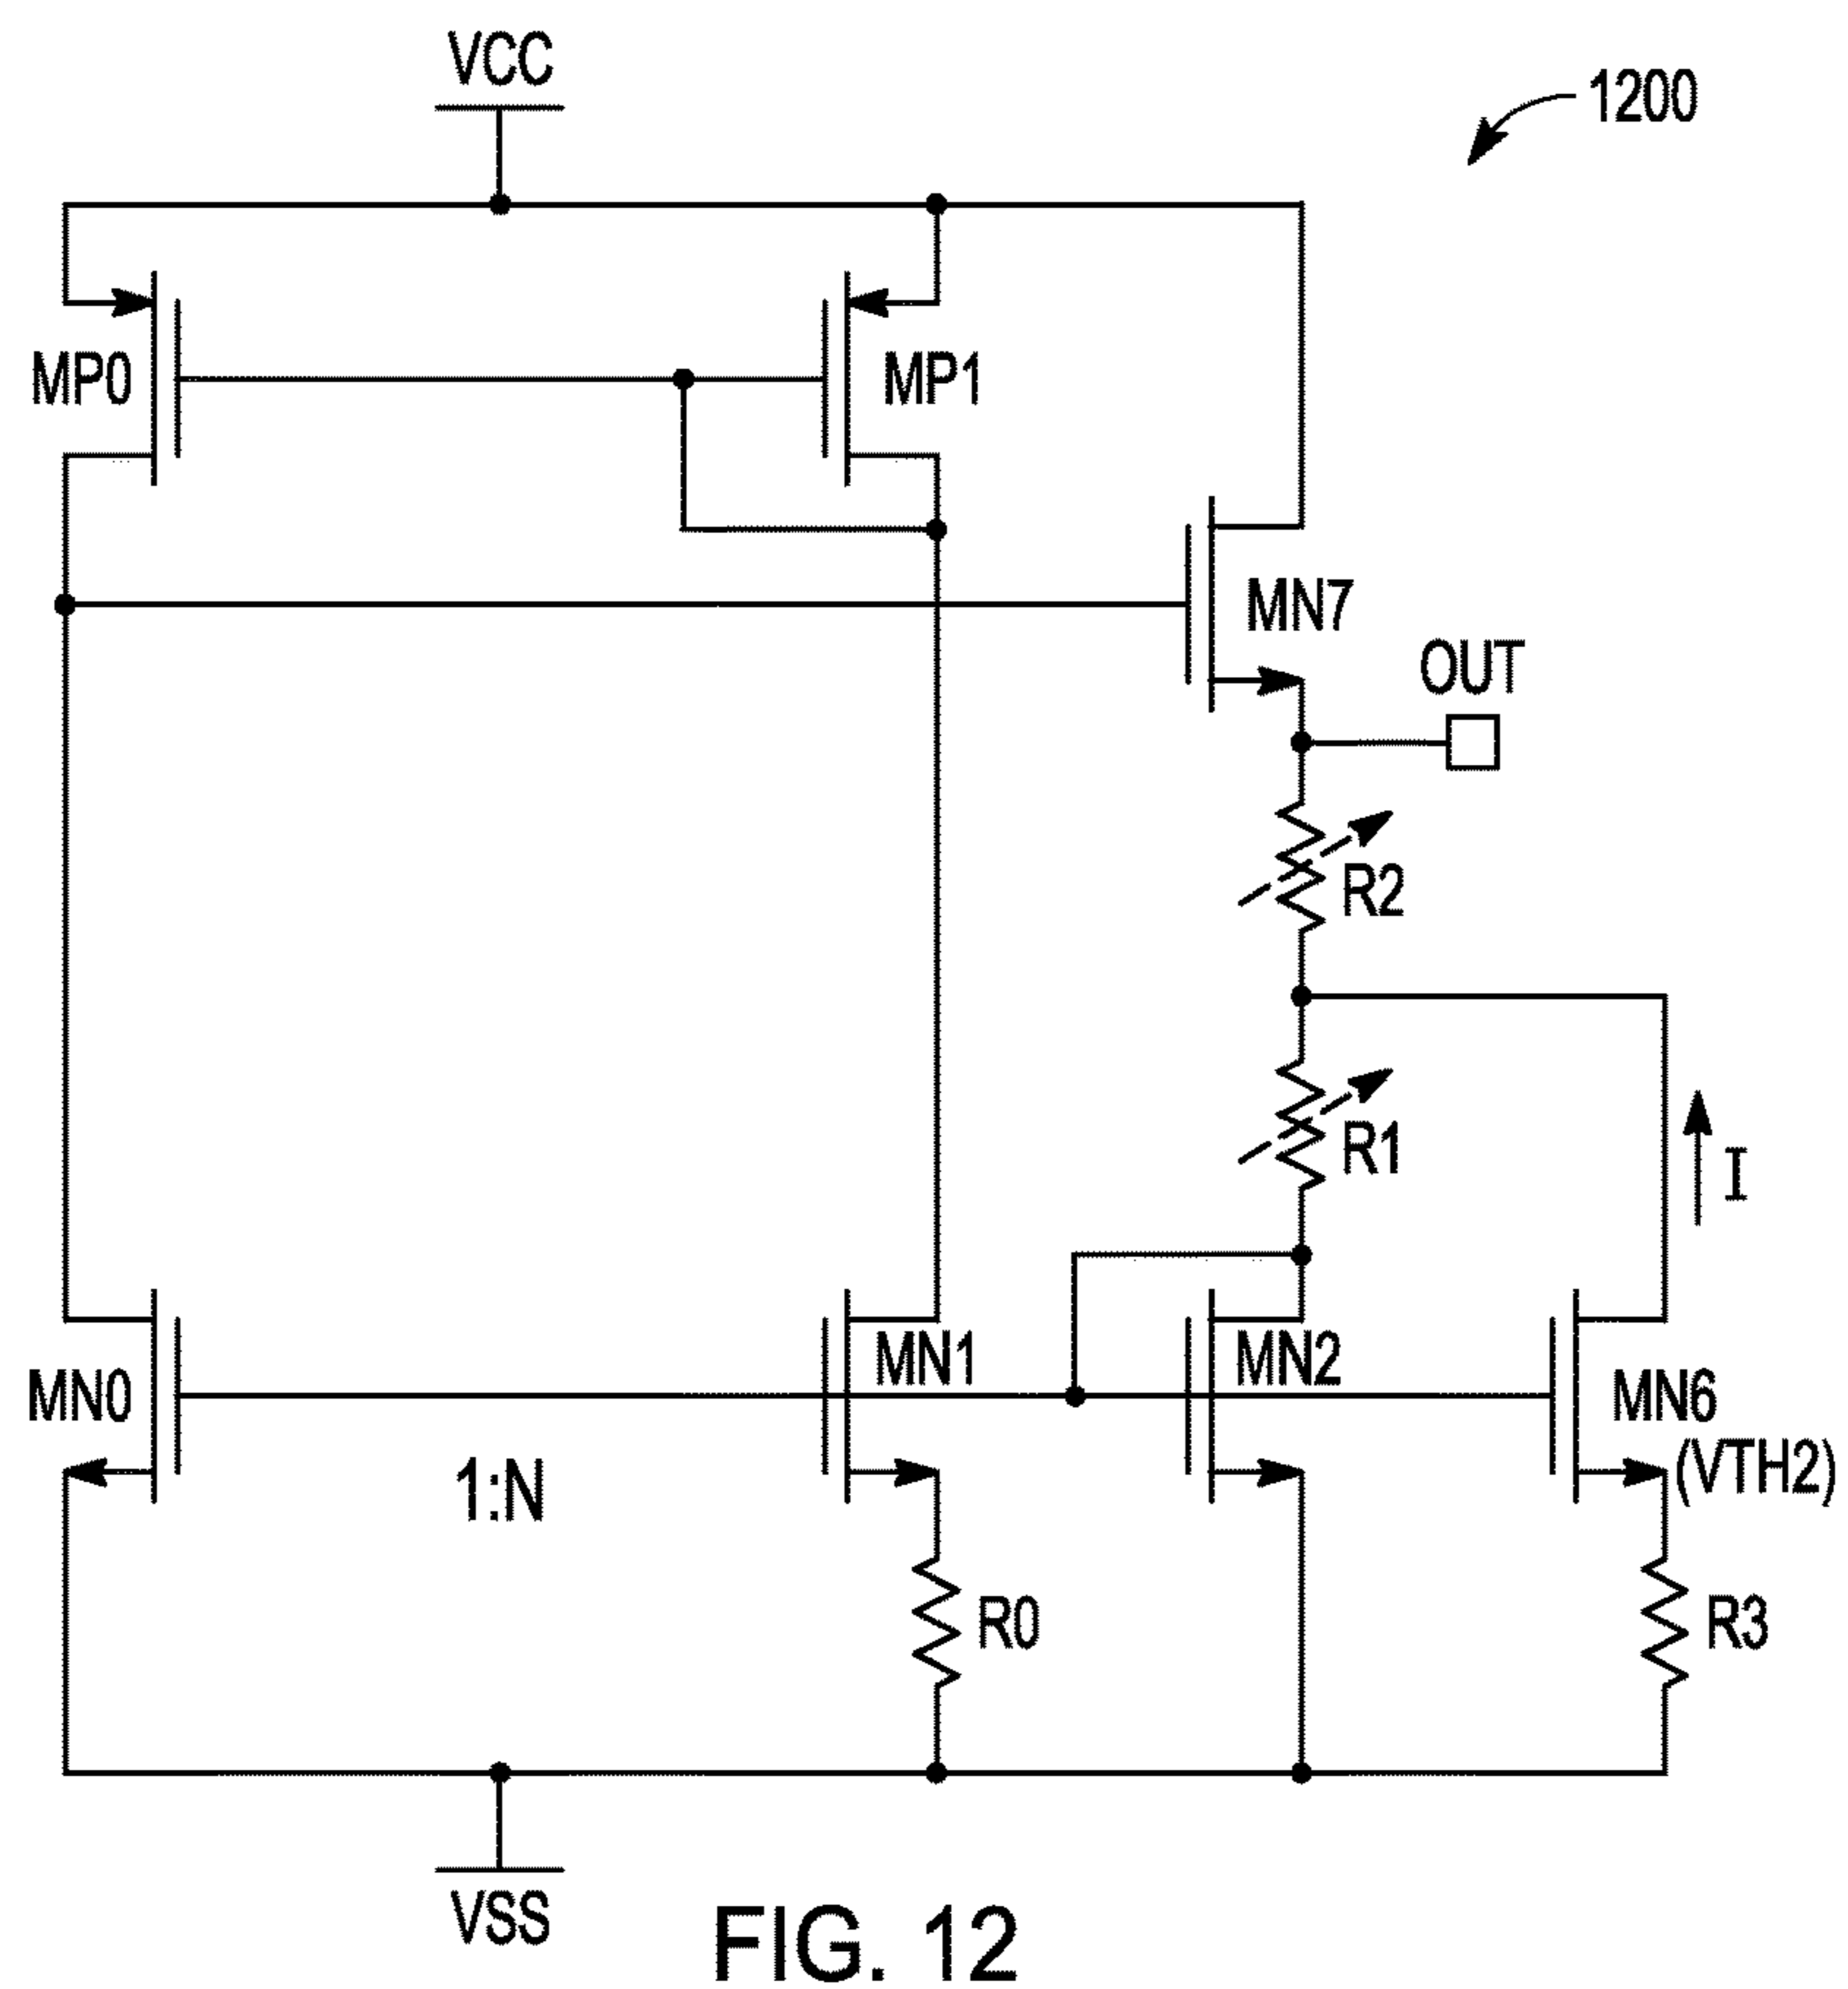 VCC
1200
MP0
MP1
MN7
OUT
R2
R1
I
MN0
MN1
MN2
MN6
(VTH2)
1:N
R0
R3
VSS
FIG. 12